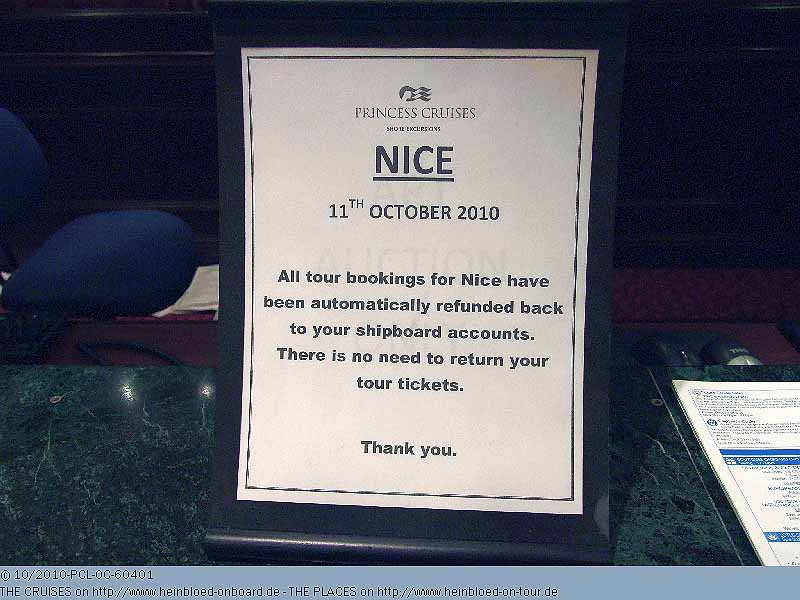 PRINCESS CRUISES
SHORE EXCURSIONS
NICE
11TH OCTOBER 2010
All tour bookings for Nice have
been automatically refunded back
to your shipboard accounts.
There is no need to return your
tour tickets.
Thank you.
© 10/2010-PCL-0C-60401
THE CRUISES on http://www.heinbloed-onboard.de - THE PLACES on http://www.heinbloed-on-tour.de